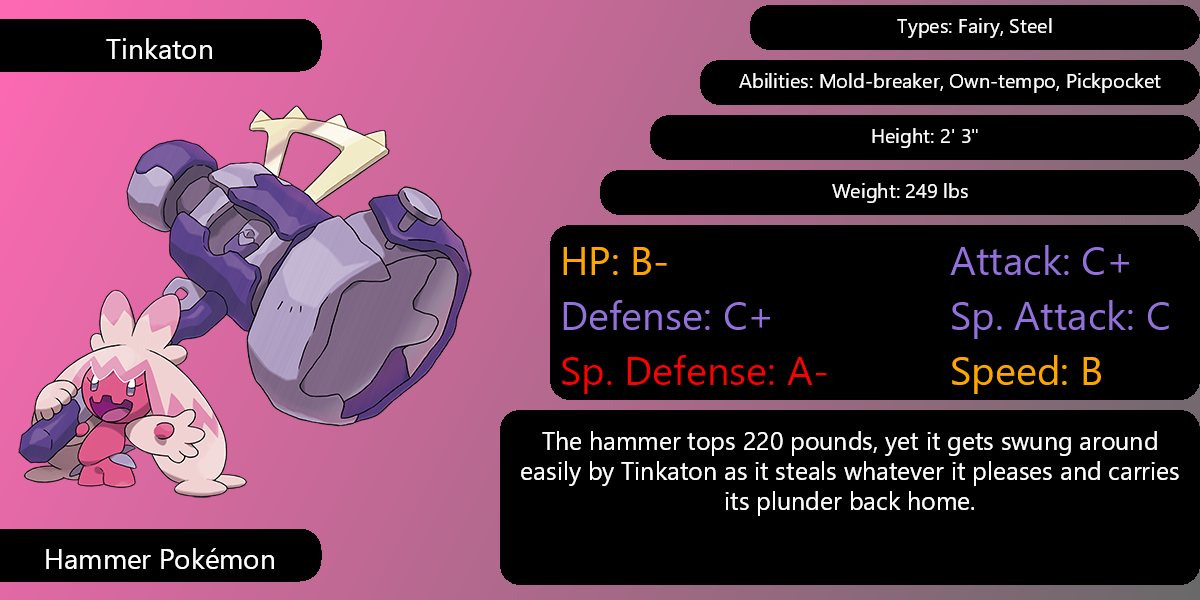 Tinkaton
Types: Fairy, Steel
Abilities: Mold-breaker, Own-tempo, Pickpocket
Height: 2' 3"
Weight: 249 lbs
HP: B-
Attack: C+
Defense: C+
Sp. Attack: C
Sp. Defense: A-
Speed: B
The hammer tops 220 pounds, yet it gets swung around
easily by Tinkaton as it steals whatever it pleases and carries
its plunder back home.
Hammer Pokémon